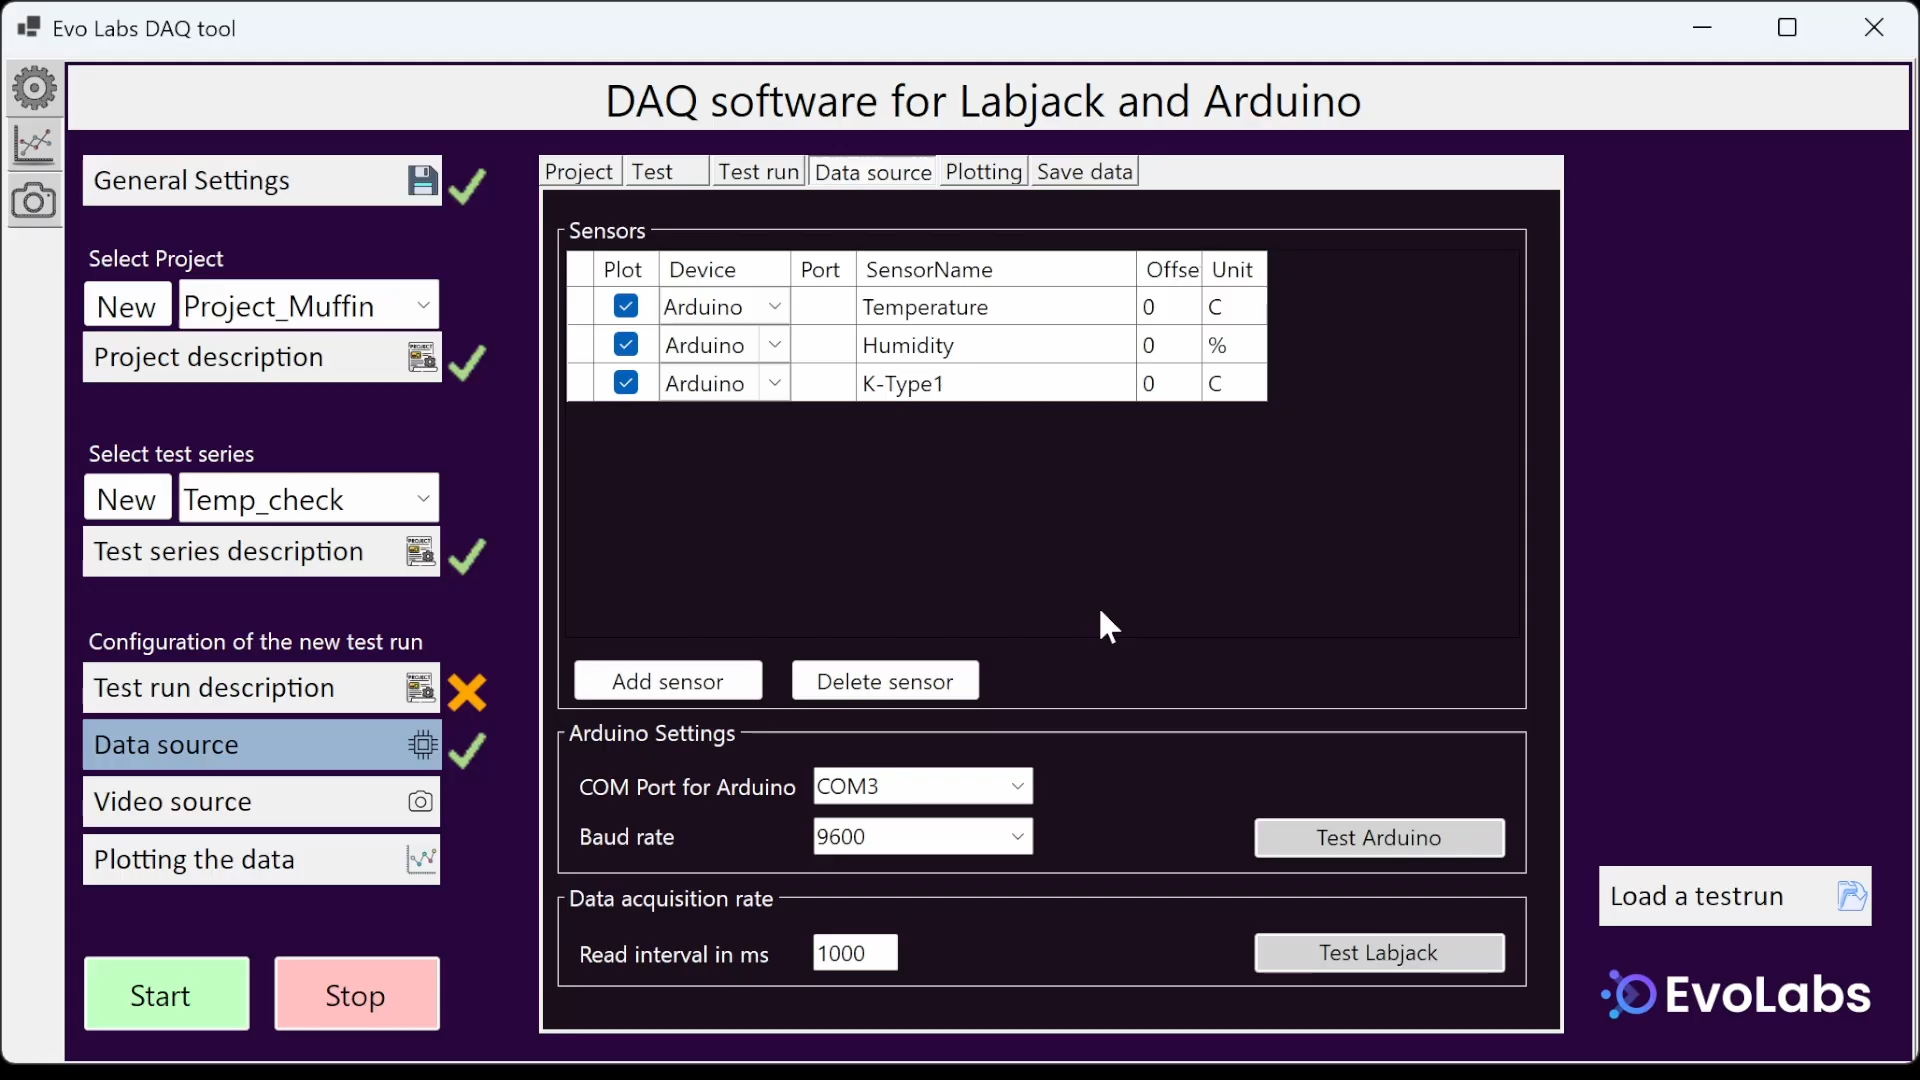 Evo Labs DAQ tool
DAQ software for Labjack and Arduino
General Settings
Select Project
New Project_Muffin
Project description
Select test series
New Temp_check
Test series description
Configuration of the new test run
Test run description
Data source
Video source
Plotting the data
Start Stop
Project Test Test run Data source Plotting Save data
Sensors
Plot Device Port SensorName Offse Unit
Arduino Temperature 0 C
Arduino Humidity 0 %
Arduino K-Type1 0 C
Add sensor Delete sensor
Arduino Settings
COM Port for Arduino COM3
Baud rate 9600 Test Arduino
Data acquisition rate
Read interval in ms 1000 Test Labjack
Load a testrun
EvoLabs